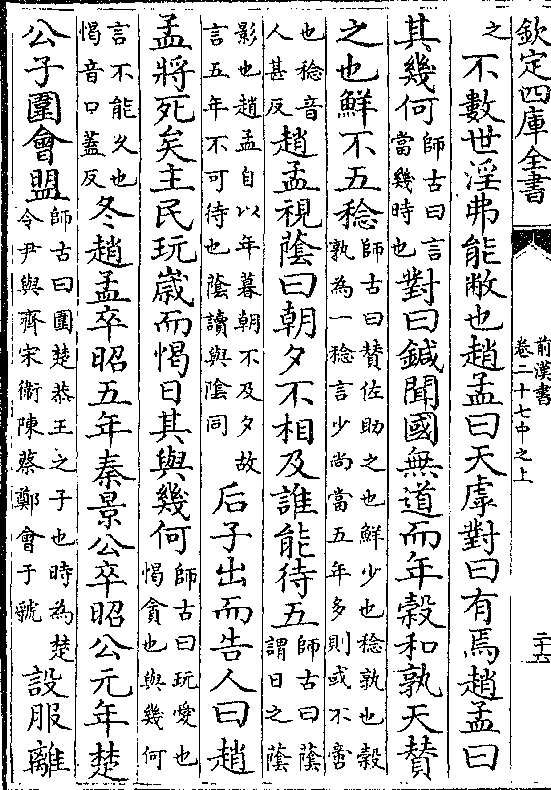 欽定四庫全書
前漢書
卷二十七中之上
二十六
之不數世淫弗能敝也趙孟曰天虖對曰有焉趙孟曰
其幾何師古曰言當幾時也對曰鍼聞國無道而年穀和孰天贊
之也鮮不五稔師古曰贊佐助之也鮮少也稔孰也穀孰為一稔言少尚當五年多則或不啻
也稔音人甚反趙孟視蔭曰朝夕不相及誰能待五師古曰蔭謂日之蔭
影也趙孟自以年暮朝不及夕故言五年不可待也蔭讀與隂同后子出而告人曰趙
孟將死矣主民玩歲而愒日其與幾何師古曰玩愛也愒貪也與幾何
言不能久也愒音口蓋反冬趙孟卒昭五年秦景公卒昭公元年楚
公子圍會盟師古曰圍楚恭王之子也時為楚令尹與齊宋衛陳蔡鄭會于虢設服離